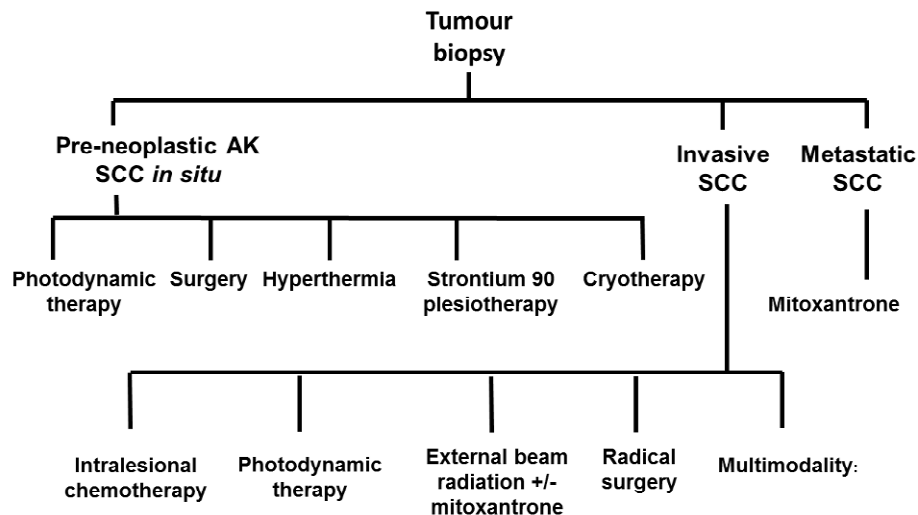 Tumour
biopsy
Pre-neoplastic AK
SCC in situ
Invasive
SCC
Metastatic
SCC
Photodynamic
therapy
Surgery
Hyperthermia
Strontium 90
plesiotherapy
Cryotherapy
Mitoxantrone
Intralesional
chemotherapy
Photodynamic
therapy
External beam
radiation +/-
mitoxantrone
Radical
surgery
Multimodality: